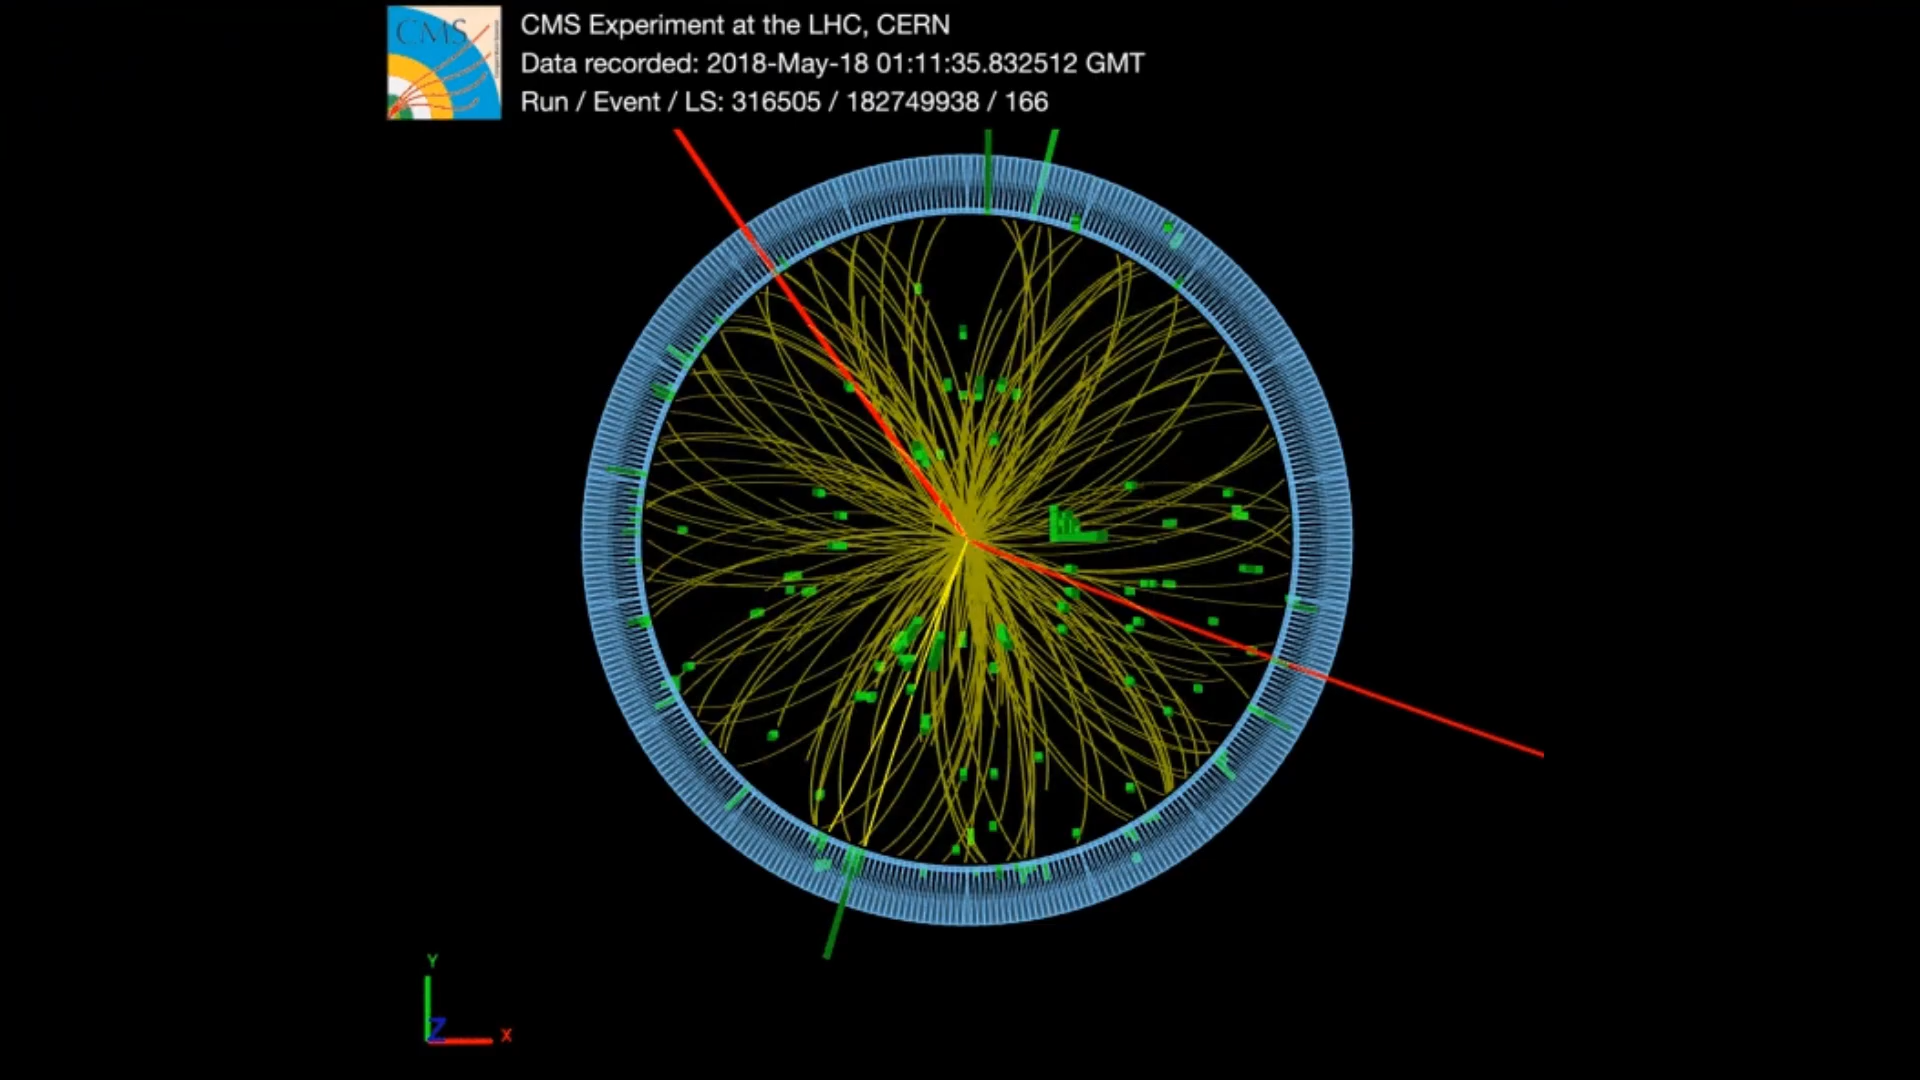 CMS
CMS Experiment at the LHC, CERN
Data recorded: 2018-May-18 01:11:35.832512 GMT
Run / Event / LS: 316505 / 182749938 / 166
Y
Z
X